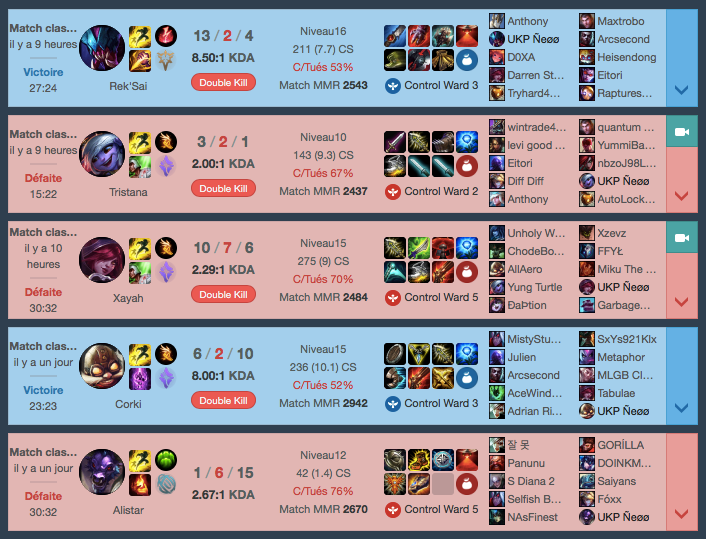 Match clas...
il y a 9 heures
Victoire
27:24
Rek'Sai
13 / 2 / 4
8.50:1 KDA
Double Kill
Niveau16
211 (7.7) CS
C/Tués 53%
Match MMR 2543
Control Ward 3
Anthony
UKP Ñeøø
D0XA
Darren St...
Tryhard4...
Maxtrobo
Arcsecond
Heisendong
Eitori
Raptures...
Match clas...
il y a 9 heures
Défaite
15:22
Tristana
3 / 2 / 1
2.00:1 KDA
Double Kill
Niveau10
143 (9.3) CS
C/Tués 67%
Match MMR 2437
Control Ward 2
wintrade4...
levi good ...
Eitori
Diff Diff
Anthony
quantum ...
YummiBa...
nbzoJ98L...
UKP Ñeøø
AutoLock...
Match clas...
il y a 10
heures
Défaite
30:32
Xayah
10 / 7 / 6
2.29:1 KDA
Double Kill
Niveau15
275 (9) CS
C/Tués 70%
Match MMR 2484
Control Ward 5
Unholy W...
ChodeBo...
AllAero
Yung Turtle
ĐaÞtion
Xzevz
FFYŁ
Miku The ...
UKP Ñeøø
Garbage...
Match clas...
il y a un jour
Victoire
23:23
Corki
6 / 2 / 10
8.00:1 KDA
Double Kill
Niveau15
236 (10.1) CS
C/Tués 52%
Match MMR 2942
Control Ward 3
MistyStu...
Julien
Arcsecond
AceWind...
Adrian Ri...
SxYs921Klx
Metaphor
MLGB Cl...
Tabulae
UKP Ñeøø
Match clas...
il y a un jour
Défaite
30:32
Alistar
1 / 6 / 15
2.67:1 KDA
Niveau12
42 (1.4) CS
C/Tués 76%
Match MMR 2670
Control Ward 5
잘 못
Panunu
S Diana 2
Selfish B...
NAsFinest
GORÍLLA
DOINKM...
Saiyans
Fóxx
UKP Ñeøø